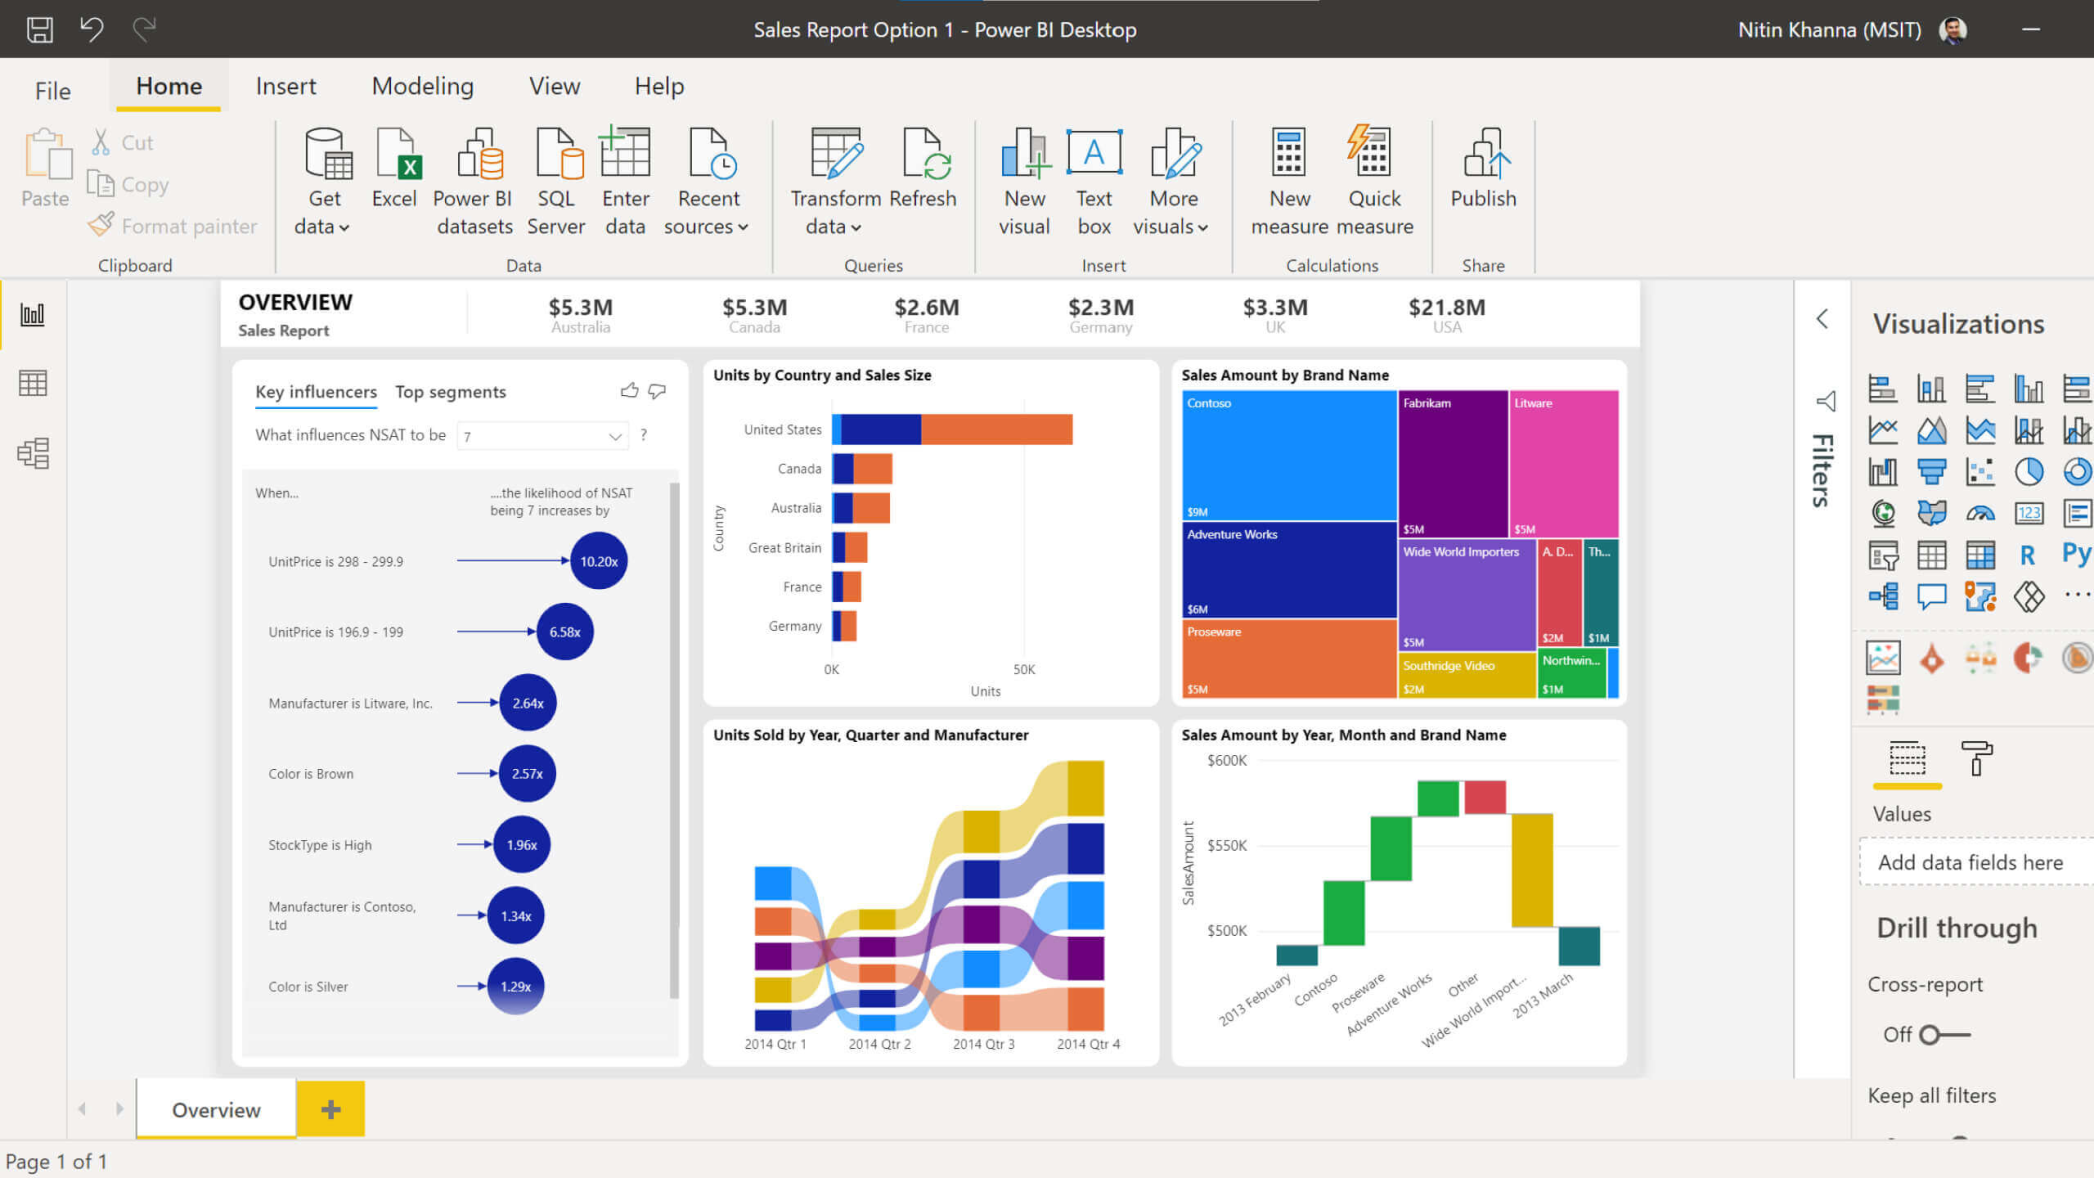 Sales Report Option 1 - Power BI Desktop
Nitin Khanna (MSIT)
File
Home
Insert
Modeling
View
Help
Paste
Cut
Copy
Format painter
Clipboard
Get data
Excel
Power BI datasets
SQL Server
Enter data
Recent sources
Data
Transform data
Refresh
Queries
New visual
A
Text box
More visuals
Insert
New measure
Quick measure
Calculations
Publish
Share
OVERVIEW
Sales Report
$5.3M
Australia
$5.3M
Canada
$2.6M
France
$2.3M
Germany
$3.3M
UK
$21.8M
USA
Key influencers
Top segments
What influences NSAT to be
7
?
When...
....the likelihood of NSAT
being 7 increases by
UnitPrice is 298 - 299.9
10.20x
UnitPrice is 196.9 - 199
6.58x
Manufacturer is Litware, Inc.
2.64x
Color is Brown
2.57x
StockType is High
1.96x
Manufacturer is Contoso,
Ltd
1.34x
Color is Silver
1.29x
Units by Country and Sales Size
Country
United States
Canada
Australia
Great Britain
France
Germany
0K
50K
Units
Sales Amount by Brand Name
Contoso
$9M
Adventure Works
$6M
Proseware
$5M
Fabrikam
$5M
Litware
$5M
Wide World Importers
$5M
A. D...
$2M
Th...
$1M
Southridge Video
$2M
Northwin...
$1M
Units Sold by Year, Quarter and Manufacturer
2014 Qtr 1
2014 Qtr 2
2014 Qtr 3
2014 Qtr 4
Sales Amount by Year, Month and Brand Name
SalesAmount
$600K
$550K
$500K
2013 February
Contoso
Proseware
Adventure Works
Other
Wide World Import...
2013 March
Filters
Visualizations
123
R
Py
Values
Add data fields here
Drill through
Cross-report
Off
Keep all filters
Overview
Page 1 of 1